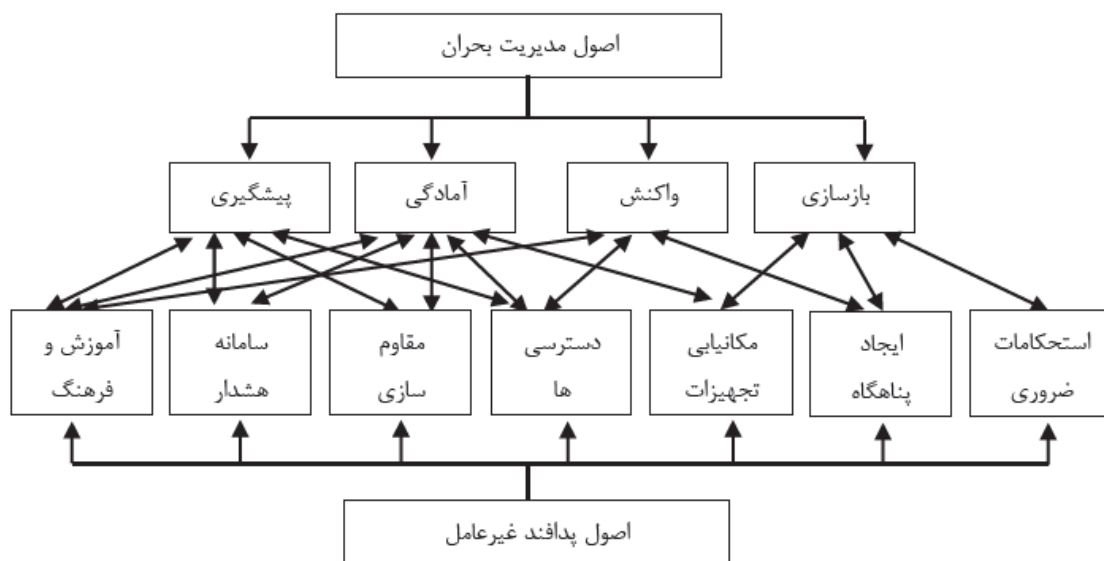 اصول مدیریت بحران
بازسازی
واکنش
آمادگی
پیشگیری
استحکامات
ضروری
ایجاد
پناهگاه
مکانیابی
تجهیزات
دسترسی
ها
مقاوم
سازی
سامانه
هشدار
آموزش و
فرهنگ
اصول پدافند غیرعامل